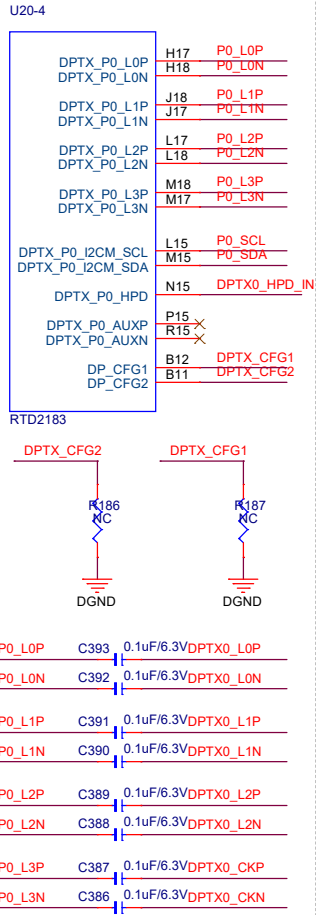 U20-4
DPTX_P0_L0P H17 P0_L0P
DPTX_P0_L0N H18 P0_L0N
DPTX_P0_L1P J18 P0_L1P
DPTX_P0_L1N J17 P0_L1N
DPTX_P0_L2P L17 P0_L2P
DPTX_P0_L2N L18 P0_L2N
DPTX_P0_L3P M18 P0_L3P
DPTX_P0_L3N M17 P0_L3N
DPTX_P0_I2CM_SCL L15 P0_SCL
DPTX_P0_I2CM_SDA M15 P0_SDA
DPTX_P0_HPD N15 DPTX0_HPD_IN
DPTX_P0_AUXP P15
DPTX_P0_AUXN R15
DP_CFG1 B12 DPTX_CFG1
DP_CFG2 B11 DPTX_CFG2
RTD2183
DPTX_CFG2 DPTX_CFG1
R186 R187
NC NC
DGND DGND
P0_L0P C393 0.1uF/6.3V DPTX0_L0P
P0_L0N C392 0.1uF/6.3V DPTX0_L0N
P0_L1P C391 0.1uF/6.3V DPTX0_L1P
P0_L1N C390 0.1uF/6.3V DPTX0_L1N
P0_L2P C389 0.1uF/6.3V DPTX0_L2P
P0_L2N C388 0.1uF/6.3V DPTX0_L2N
P0_L3P C387 0.1uF/6.3V DPTX0_CKP
P0_L3N C386 0.1uF/6.3V DPTX0_CKN